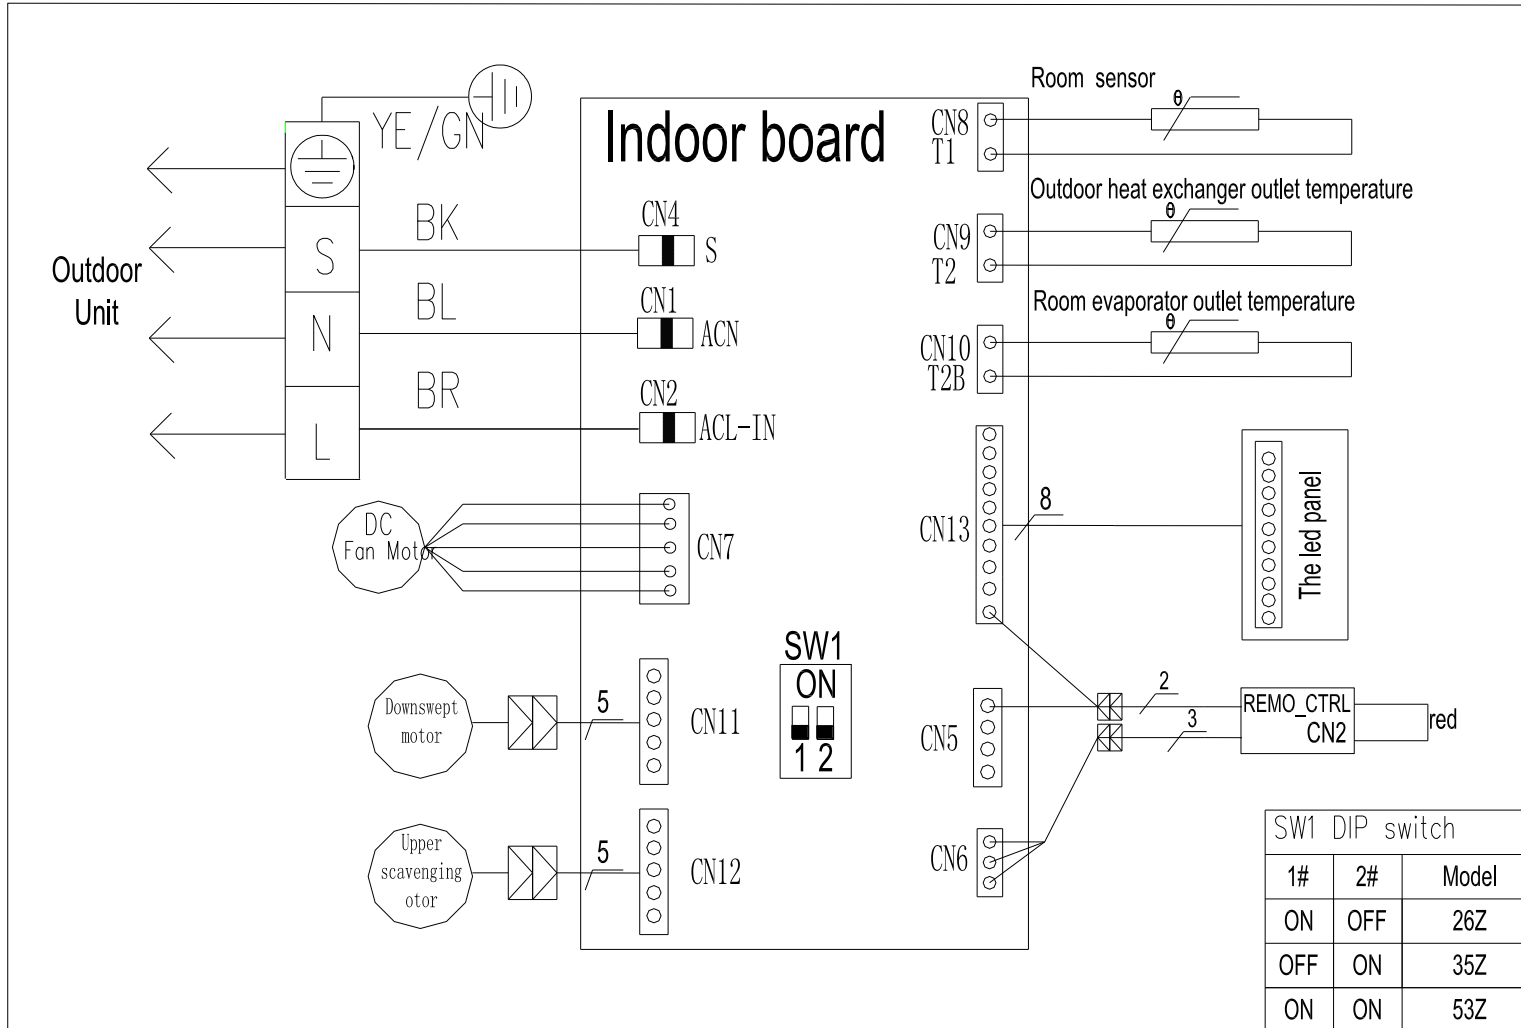 Indoor board
YE/GN
Outdoor
Unit
S
N
L
BK
BL
BR
CN4
S
CN1
ACN
CN2
ACL-IN
DC
Fan Motor
CN7
Downswept
motor
5
CN11
Upper
scavenging
otor
5
CN12
SW1
ON
1 2
Room sensor
CN8
T1
θ
Outdoor heat exchanger outlet temperature
CN9
T2
θ
Room evaporator outlet temperature
CN10
T2B
θ
CN13
8
The led panel
CN5
2
3
REMO_CTRL
CN2
red
CN6
SW1 DIP switch
1# 2# Model
ON OFF 26Z
OFF ON 35Z
ON ON 53Z